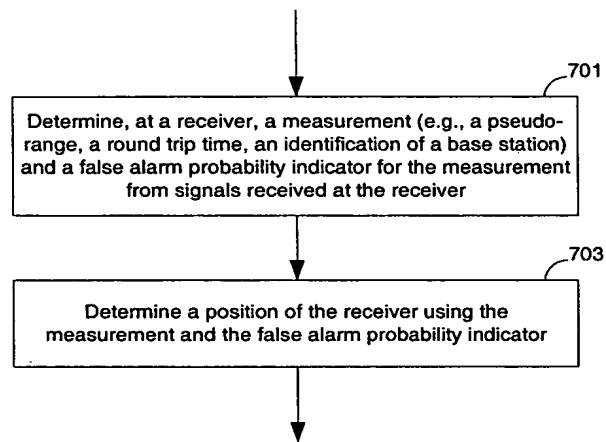 701
Determine, at a receiver, a measurement (e.g., a pseudo-
range, a round trip time, an identification of a base station)
and a false alarm probability indicator for the measurement
from signals received at the receiver
703
Determine a position of the receiver using the
measurement and the false alarm probability indicator